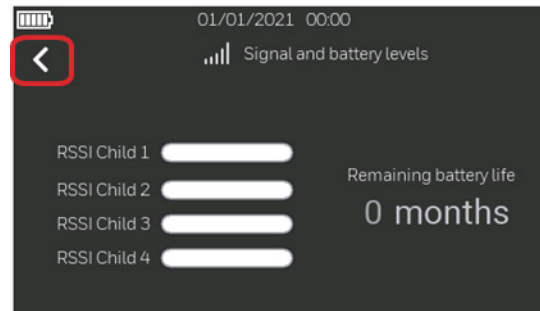 01/01/2021 00:00
Signal and battery levels
RSSI Child 1
RSSI Child 2
RSSI Child 3
RSSI Child 4
Remaining battery life
0 months